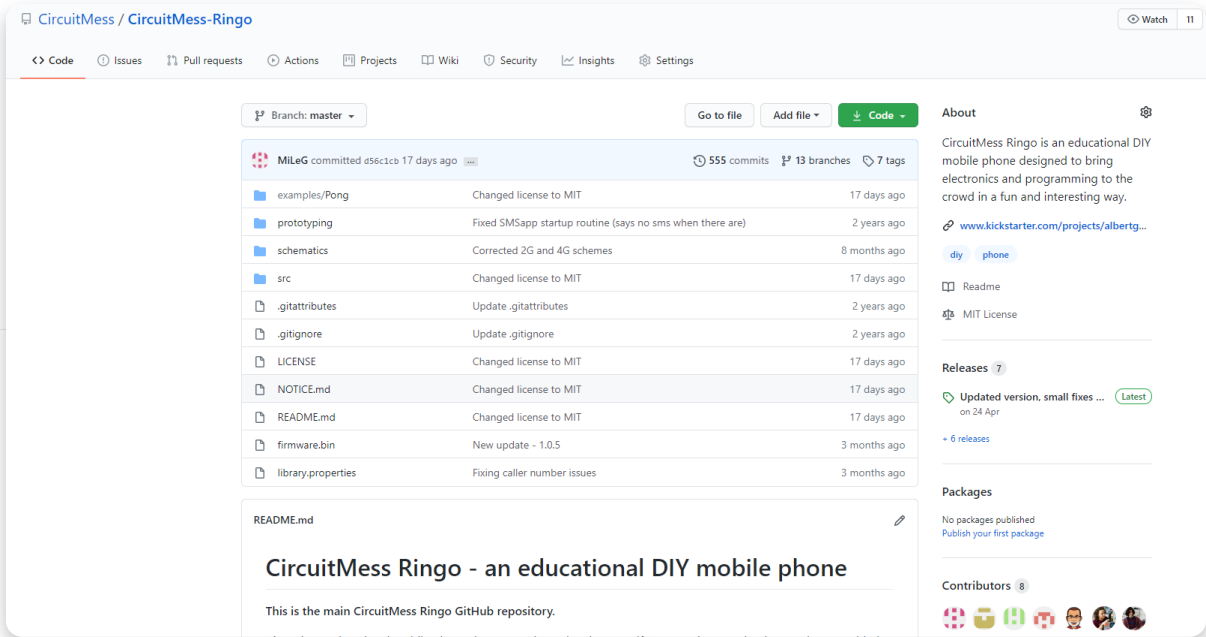 CircuitMess / CircuitMess-Ringo
Watch 11
Code Issues Pull requests Actions Projects Wiki Security Insights Settings
Branch: master Go to file Add file Code
MiLeG committed d56c1cb 17 days ago ... 555 commits 13 branches 7 tags
examples/Pong Changed license to MIT 17 days ago
prototyping Fixed SMSapp startup routine (says no sms when there are) 2 years ago
schematics Corrected 2G and 4G schemes 8 months ago
src Changed license to MIT 17 days ago
.gitattributes Update .gitattributes 2 years ago
.gitignore Update .gitignore 2 years ago
LICENSE Changed license to MIT 17 days ago
NOTICE.md Changed license to MIT 17 days ago
README.md Changed license to MIT 17 days ago
firmware.bin New update - 1.0.5 3 months ago
library.properties Fixing caller number issues 3 months ago
README.md
CircuitMess Ringo - an educational DIY mobile phone
This is the main CircuitMess Ringo GitHub repository.
About
CircuitMess Ringo is an educational DIY
mobile phone designed to bring
electronics and programming to the
crowd in a fun and interesting way.
www.kickstarter.com/projects/albertg...
diy phone
Readme
MIT License
Releases 7
Updated version, small fixes ... Latest
on 24 Apr
+ 6 releases
Packages
No packages published
Publish your first package
Contributors 8